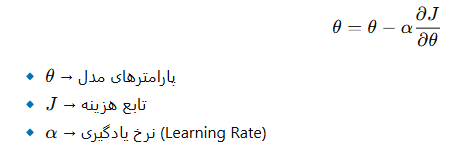 θ = θ − α ∂J/∂θ
θ → پارامترهای مدل
J → تابع هزینه
α → نرخ یادگیری (Learning Rate)